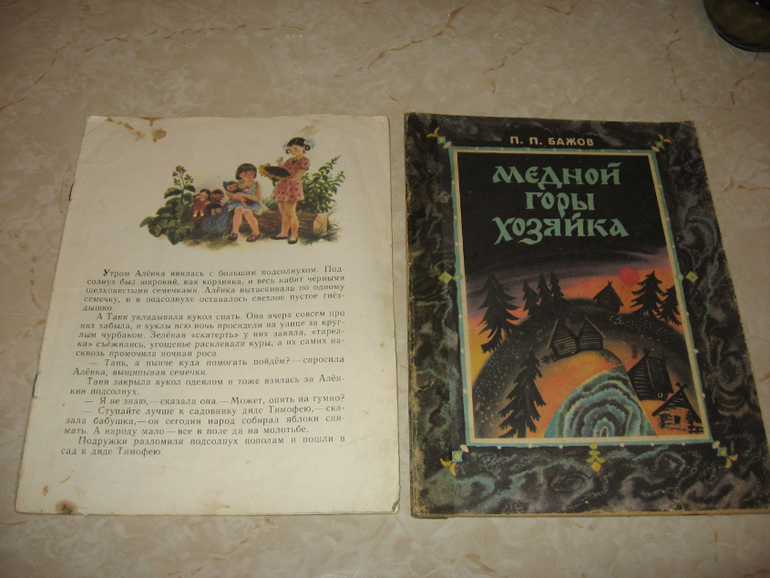 Утром Алёнка явилась с большим подсолнухом. Под-
солнух был широкий, как корзинка, и весь набит чёрными
шелковистыми семечками. Алёнка вытаскивала по одному
семечку, и в подсолнухе оставалось светлое пустое гнёз-
дышко.
А Таня укладывала кукол спать. Она вчера совсем про
них забыла, и куклы всю ночь просидели на улице за круг-
лым чурбаком. Зелёная «скатерть» у них завяла, «тарел-
ки» съёжились, угощенье расклевали куры, а их самих на-
сквозь промочила ночная роса.
— Тань, а нынче куда помогать пойдём? — спросила
Алёнка, выщипывая семечки.
Таня закрыла кукол одеялом и тоже взялась за Алён-
кин подсолнух.
— Я не знаю,— сказала она.— Может, опять на гумно?
— Ступайте лучше к садовнику дяде Тимофею,— ска-
зала бабушка,— он сегодня народ собирал яблоки сни-
мать. А народу мало — все в поле да на молотьбе.
Подружки разломили подсолнух пополам и пошли в
сад к дяде Тимофею.
П. П. БАЖОВ
МЕДНОЙ
ГОРЫ
ХОЗЯЙКА